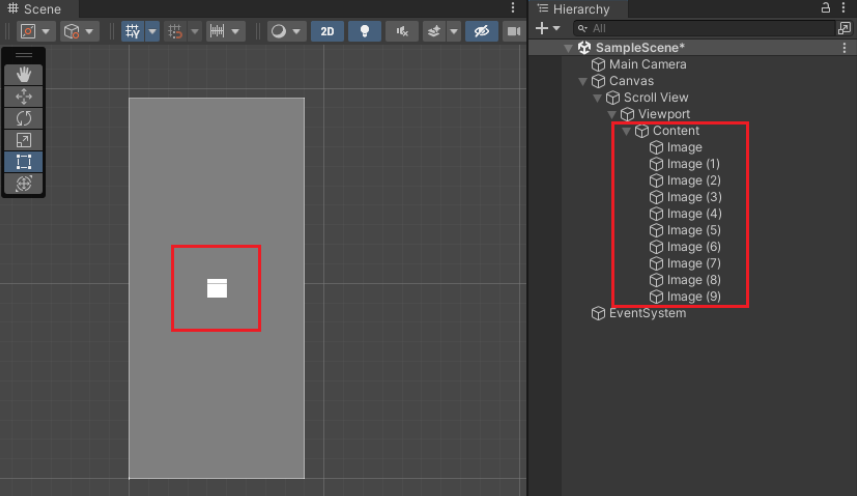 Scene
2D
Hierarchy
All
SampleScene*
Main Camera
Canvas
Scroll View
Viewport
Content
Image
Image (1)
Image (2)
Image (3)
Image (4)
Image (5)
Image (6)
Image (7)
Image (8)
Image (9)
EventSystem